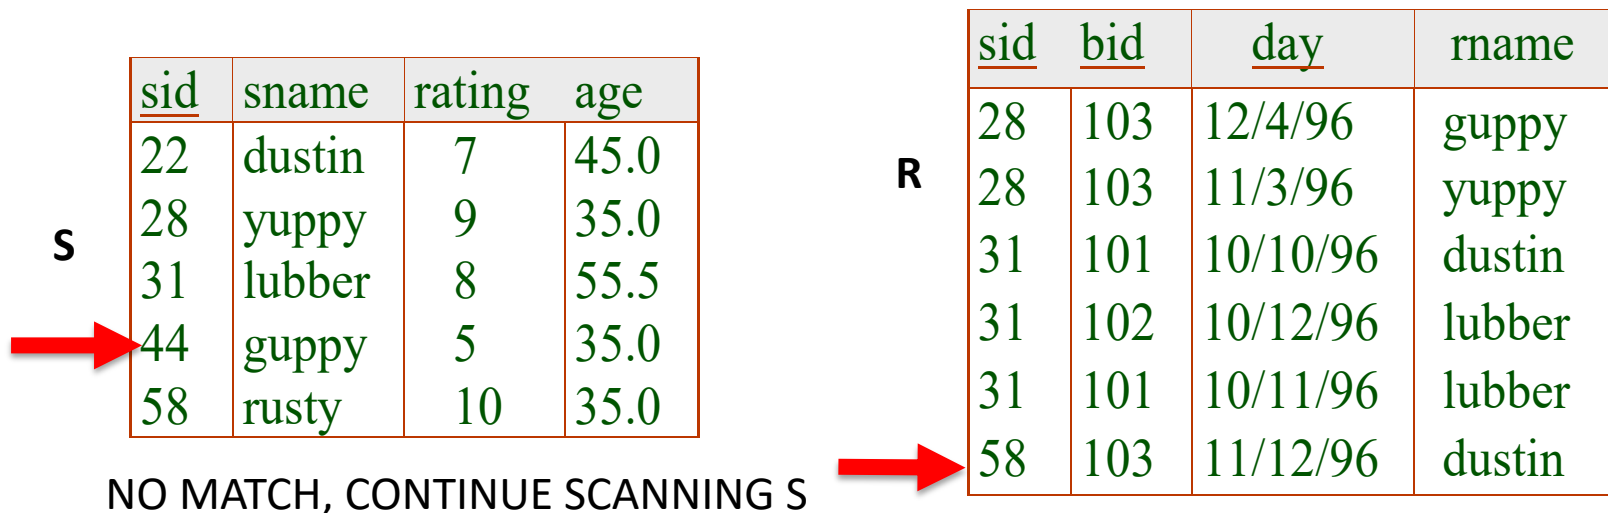 S
sid sname rating age
22 dustin 7 45.0
28 yuppy 9 35.0
31 lubber 8 55.5
44 guppy 5 35.0
58 rusty 10 35.0
NO MATCH, CONTINUE SCANNING S
R
sid bid day rname
28 103 12/4/96 guppy
28 103 11/3/96 yuppy
31 101 10/10/96 dustin
31 102 10/12/96 lubber
31 101 10/11/96 lubber
58 103 11/12/96 dustin